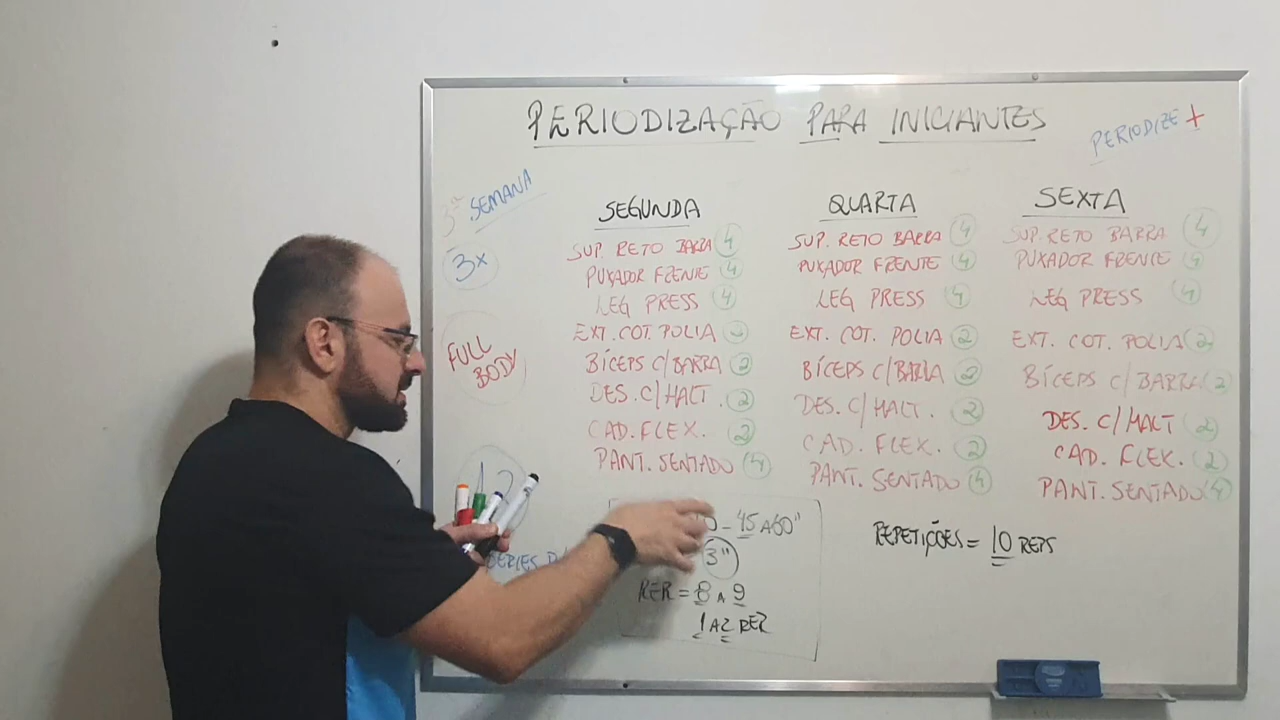 PERIODIZAÇÃO PARA INICIANTES
PERIODIZE +
3ª SEMANA
3x
FULL BODY
12
SÉRIES
SEGUNDA
SUP. RETO BARRA 4
PUXADOR FRENTE 4
LEG PRESS 4
EXT. COT. POLIA
BÍCEPS C/BARRA 2
DES. C/HALT. 2
CAD. FLEX. 2
PANT. SENTADO 4
QUARTA
SUP. RETO BARRA 4
PUXADOR FRENTE 4
LEG PRESS 4
EXT. COT. POLIA 2
BÍCEPS C/BARRA 2
DES. C/HALT. 2
CAD. FLEX. 2
PANT. SENTADO 4
SEXTA
SUP. RETO BARRA 4
PUXADOR FRENTE 4
LEG PRESS 4
EXT. COT. POLIA 2
BÍCEPS C/BARRA 2
DES. C/HALT 2
CAD. FLEX. 2
PANT. SENTADO 4
- 45 A 60"
3"
RER = 8 A 9
1 A 2 RER
REPETIÇÕES = 10 REPS